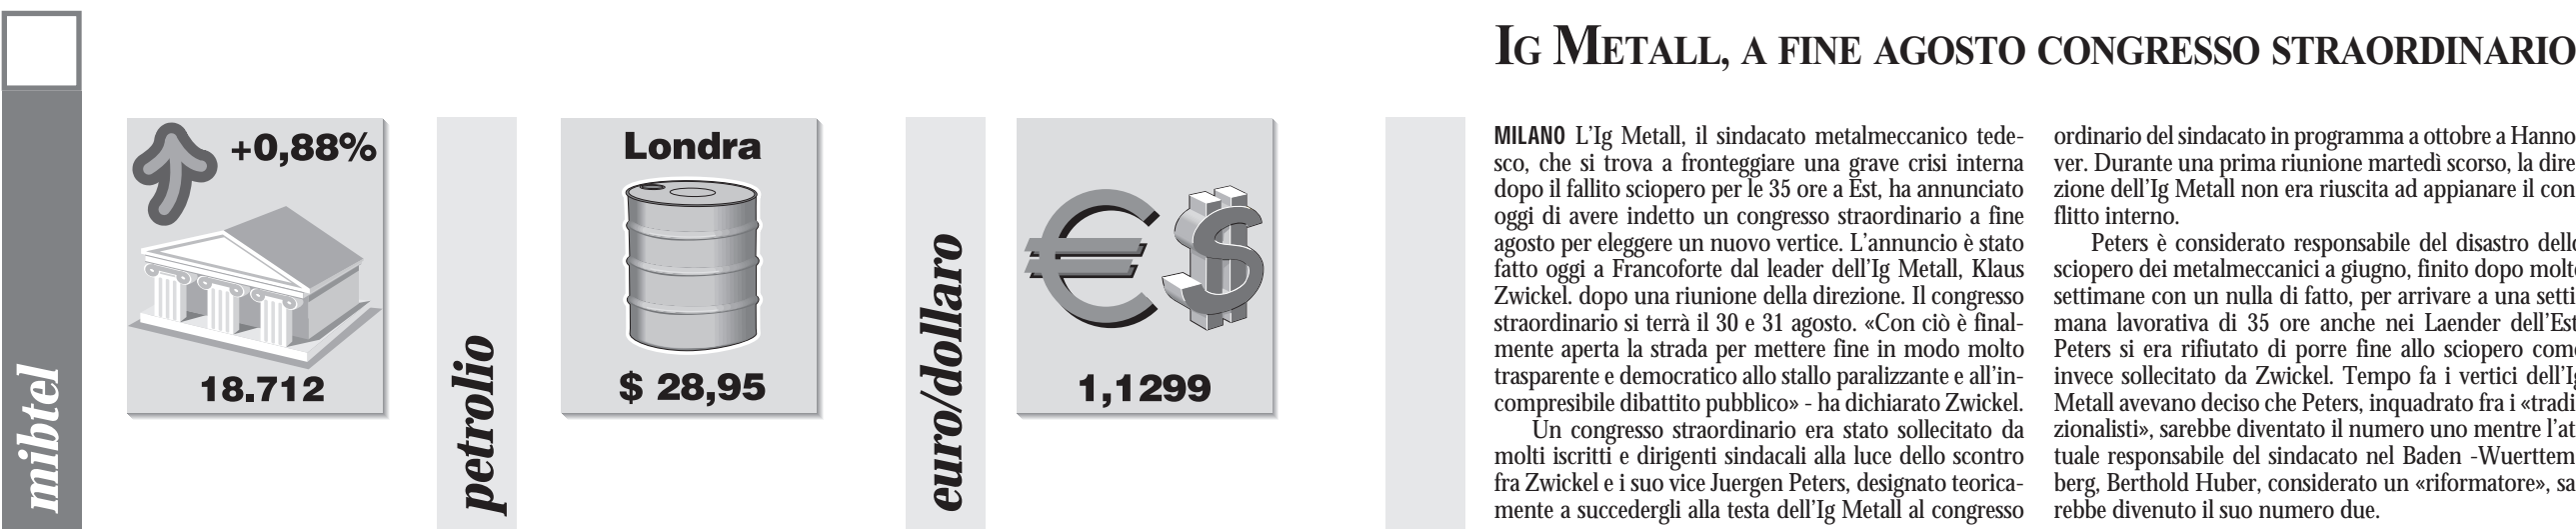 mibtel
+0,88%
18.712
petrolio
Londra
$ 28,95
euro/dollaro
1,1299
IG METALL, A FINE AGOSTO CONGRESSO STRAORDINARIO
MILANO L'Ig Metall, il sindacato metalmeccanico tede-
sco, che si trova a fronteggiare una grave crisi interna
dopo il fallito sciopero per le 35 ore a Est, ha annunciato
oggi di avere indetto un congresso straordinario a fine
agosto per eleggere un nuovo vertice. L'annuncio è stato
fatto oggi a Francoforte dal leader dell'Ig Metall, Klaus
Zwickel. dopo una riunione della direzione. Il congresso
straordinario si terrà il 30 e 31 agosto. «Con ciò è final-
mente aperta la strada per mettere fine in modo molto
trasparente e democratico allo stallo paralizzante e all'in-
compresibile dibattito pubblico» - ha dichiarato Zwickel.
Un congresso straordinario era stato sollecitato da
molti iscritti e dirigenti sindacali alla luce dello scontro
fra Zwickel e i suo vice Juergen Peters, designato teorica-
mente a succedergli alla testa dell'Ig Metall al congresso
ordinario del sindacato in programma a ottobre a Hanno
ver. Durante una prima riunione martedì scorso, la dire
zione dell'Ig Metall non era riuscita ad appianare il con
flitto interno.
Peters è considerato responsabile del disastro dello
sciopero dei metalmeccanici a giugno, finito dopo molte
settimane con un nulla di fatto, per arrivare a una setti
mana lavorativa di 35 ore anche nei Laender dell'Est
Peters si era rifiutato di porre fine allo sciopero come
invece sollecitato da Zwickel. Tempo fa i vertici dell'Ig
Metall avevano deciso che Peters, inquadrato fra i «tradi
zionalisti», sarebbe diventato il numero uno mentre l'at
tuale responsabile del sindacato nel Baden -Wuerttem
berg, Berthold Huber, considerato un «riformatore», sa
rebbe divenuto il suo numero due.